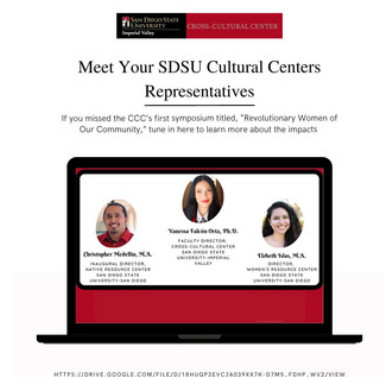 SAN DIEGO STATE
UNIVERSITY
Imperial Valley
CROSS-CULTURAL CENTER
Meet Your SDSU Cultural Centers
Representatives
If you missed the CCC's first symposium titled, "Revolutionary Women of
Our Community," tune in here to learn more about the impacts
Christopher Medellin, M.A.
INAUGURAL DIRECTOR,
NATIVE RESOURCE CENTER
SAN DIEGO STATE
UNIVERSITY-SAN DIEGO
Vanessa Falcón Orta, Ph.D.
FACULTY DIRECTOR,
CROSS-CULTURAL CENTER
SAN DIEGO STATE
UNIVERSITY-IMPERIAL
VALLEY
Islas, M.A.
DIRECTOR,
WOMEN'S RESOURCE CENTER
SAN DIEGO STATE
UNIVERSITY-SAN DIEGO